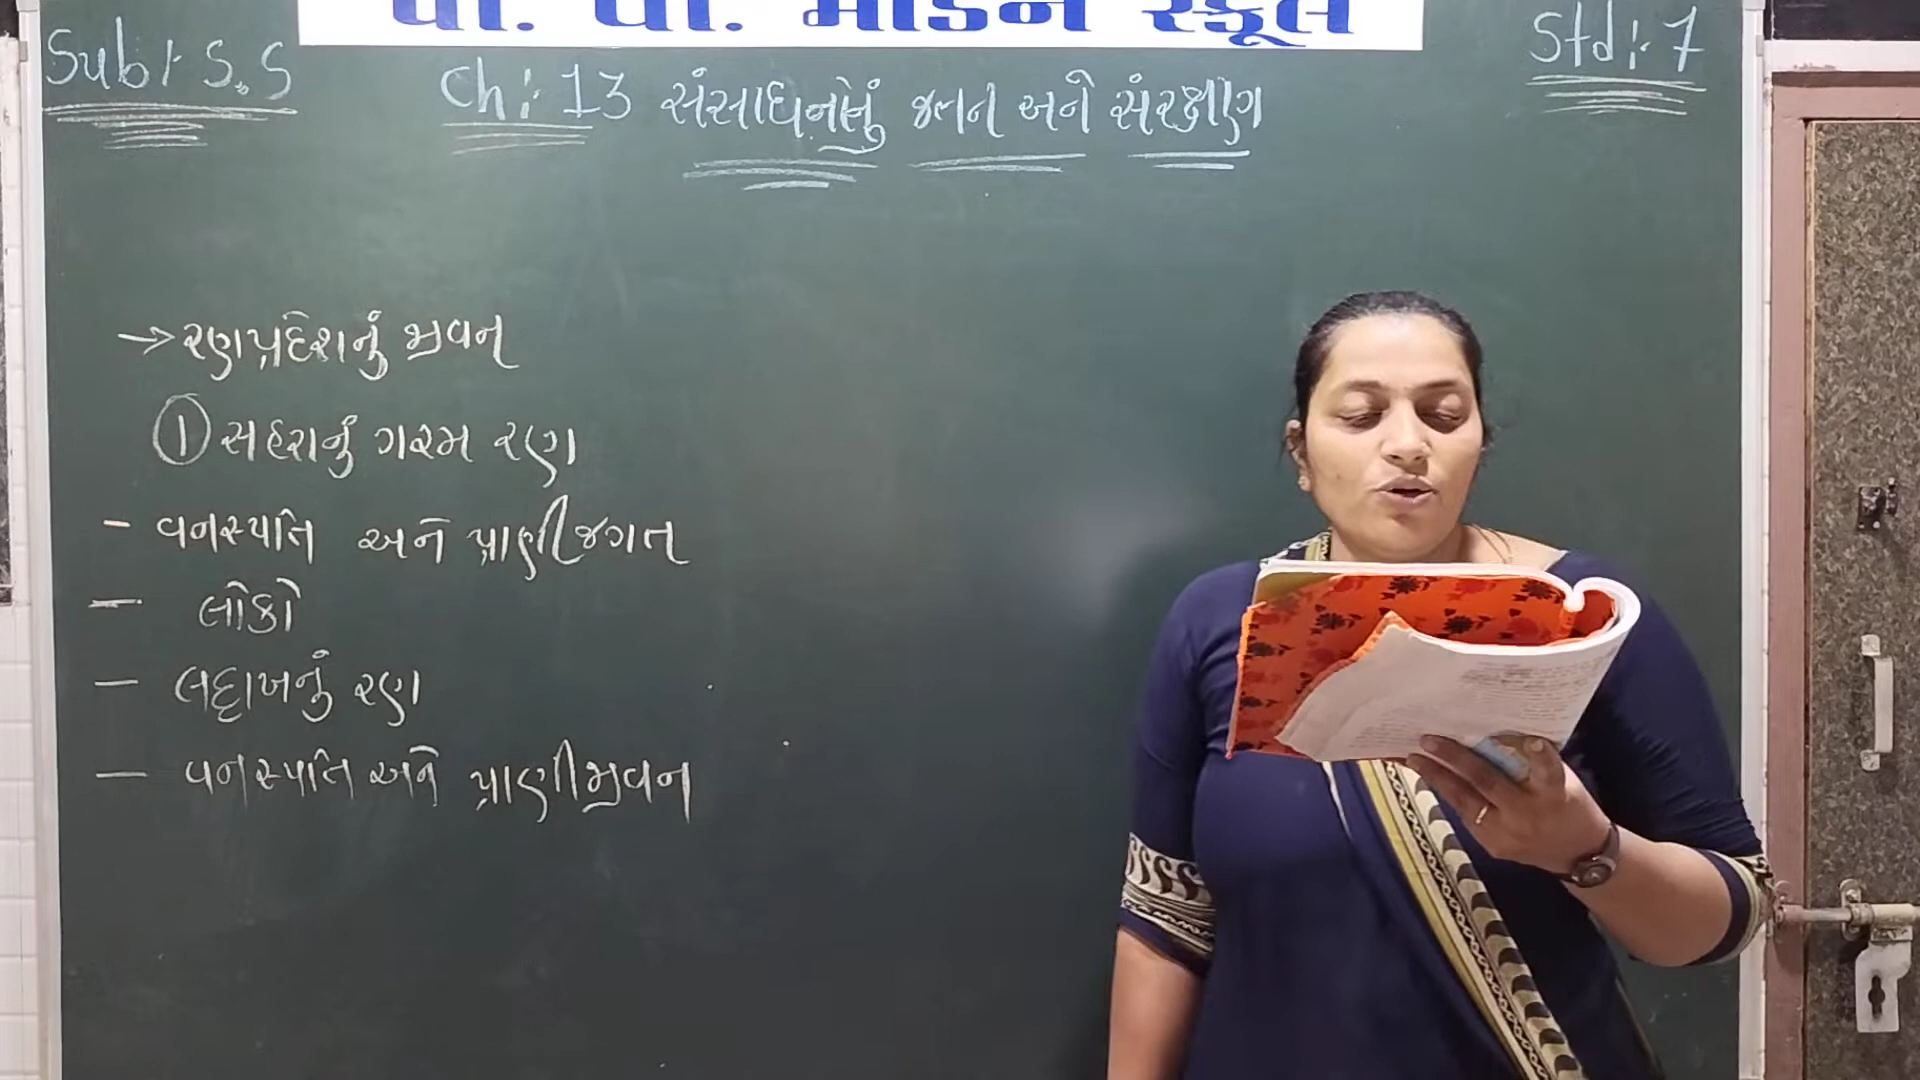 પી. પી. મોડર્ન સ્કૂલ
Sub:- S.S
Ch:- 13 સંસાધનોનું જતન અને સંરક્ષણ
Std:- 7
→ રણપ્રદેશનું જીવન
① સહરાનું ગરમ રણ
- વનસ્પતિ અને પ્રાણીજગત
- લોકો
- લદ્દાખનું રણ
- વનસ્પતિ અને પ્રાણીજીવન